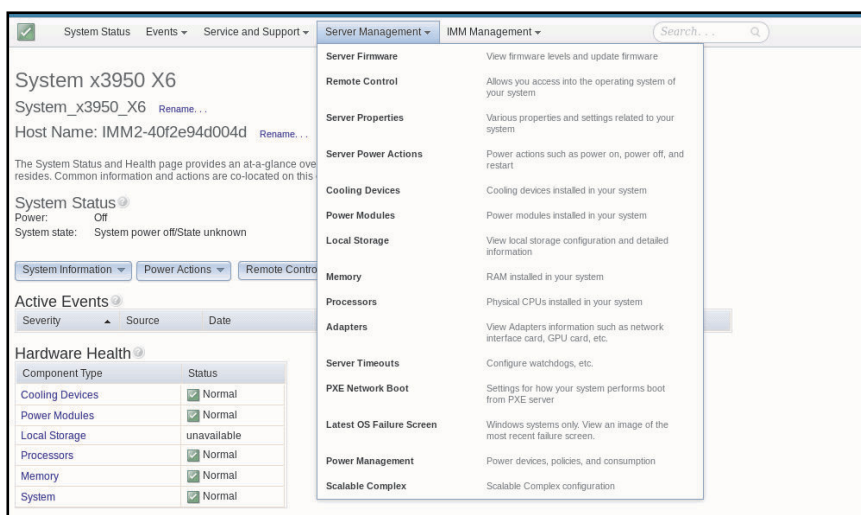 System Status Events Service and Support Server Management IMM Management Search...
System x3950 X6
System_x3950_X6 Rename...
Host Name: IMM2-40f2e94d004d Rename...
The System Status and Health page provides an at-a-glance ove
resides. Common information and actions are co-located on this
System Status
Power: Off
System state: System power off/State unknown
System Information Power Actions Remote Contro
Active Events
Severity Source Date
Hardware Health
Component Type Status
Cooling Devices Normal
Power Modules Normal
Local Storage unavailable
Processors Normal
Memory Normal
System Normal
Server Firmware View firmware levels and update firmware
Remote Control Allows you access into the operating system of
your system
Server Properties Various properties and settings related to your
system
Server Power Actions Power actions such as power on, power off, and
restart
Cooling Devices Cooling devices installed in your system
Power Modules Power modules installed in your system
Local Storage View local storage configuration and detailed
information
Memory RAM installed in your system
Processors Physical CPUs installed in your system
Adapters View Adapters information such as network
interface card, GPU card, etc.
Server Timeouts Configure watchdogs, etc.
PXE Network Boot Settings for how your system performs boot
from PXE server
Latest OS Failure Screen Windows systems only. View an image of the
most recent failure screen.
Power Management Power devices, policies, and consumption
Scalable Complex Scalable Complex configuration